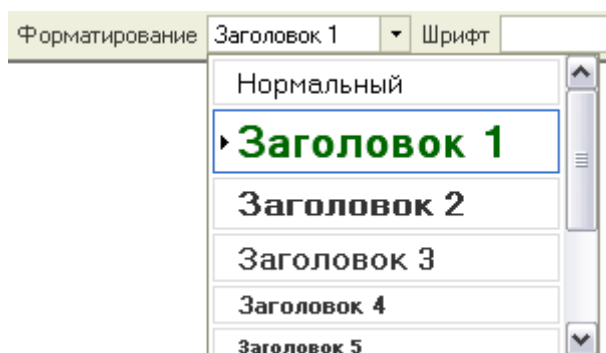 Форматирование Заголовок 1 Шрифт
Нормальный
Заголовок 1
Заголовок 2
Заголовок 3
Заголовок 4
Заголовок 5